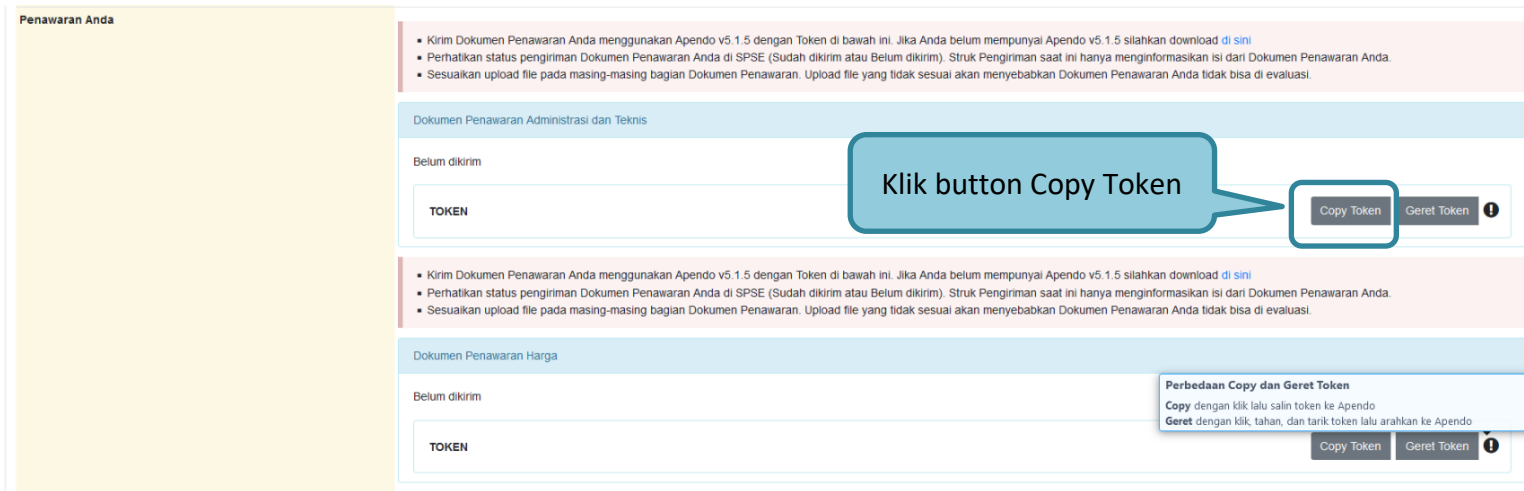 Penawaran Anda
▪ Kirim Dokumen Penawaran Anda menggunakan Apendo v5.1.5 dengan Token di bawah ini. Jika Anda belum mempunyai Apendo v5.1.5 silahkan download di sini
▪ Perhatikan status pengiriman Dokumen Penawaran Anda di SPSE (Sudah dikirim atau Belum dikirim). Struk Pengiriman saat ini hanya menginformasikan isi dari Dokumen Penawaran Anda.
▪ Sesuaikan upload file pada masing-masing bagian Dokumen Penawaran. Upload file yang tidak sesuai akan menyebabkan Dokumen Penawaran Anda tidak bisa di evaluasi.
Dokumen Penawaran Administrasi dan Teknis
Belum dikirim
Klik button Copy Token
TOKEN Copy Token Geret Token
▪ Kirim Dokumen Penawaran Anda menggunakan Apendo v5.1.5 dengan Token di bawah ini. Jika Anda belum mempunyai Apendo v5.1.5 silahkan download di sini
▪ Perhatikan status pengiriman Dokumen Penawaran Anda di SPSE (Sudah dikirim atau Belum dikirim). Struk Pengiriman saat ini hanya menginformasikan isi dari Dokumen Penawaran Anda.
▪ Sesuaikan upload file pada masing-masing bagian Dokumen Penawaran. Upload file yang tidak sesuai akan menyebabkan Dokumen Penawaran Anda tidak bisa di evaluasi.
Dokumen Penawaran Harga
Belum dikirim
Perbedaan Copy dan Geret Token
Copy dengan klik lalu salin token ke Apendo
Geret dengan klik, tahan, dan tarik token lalu arahkan ke Apendo
TOKEN Copy Token Geret Token